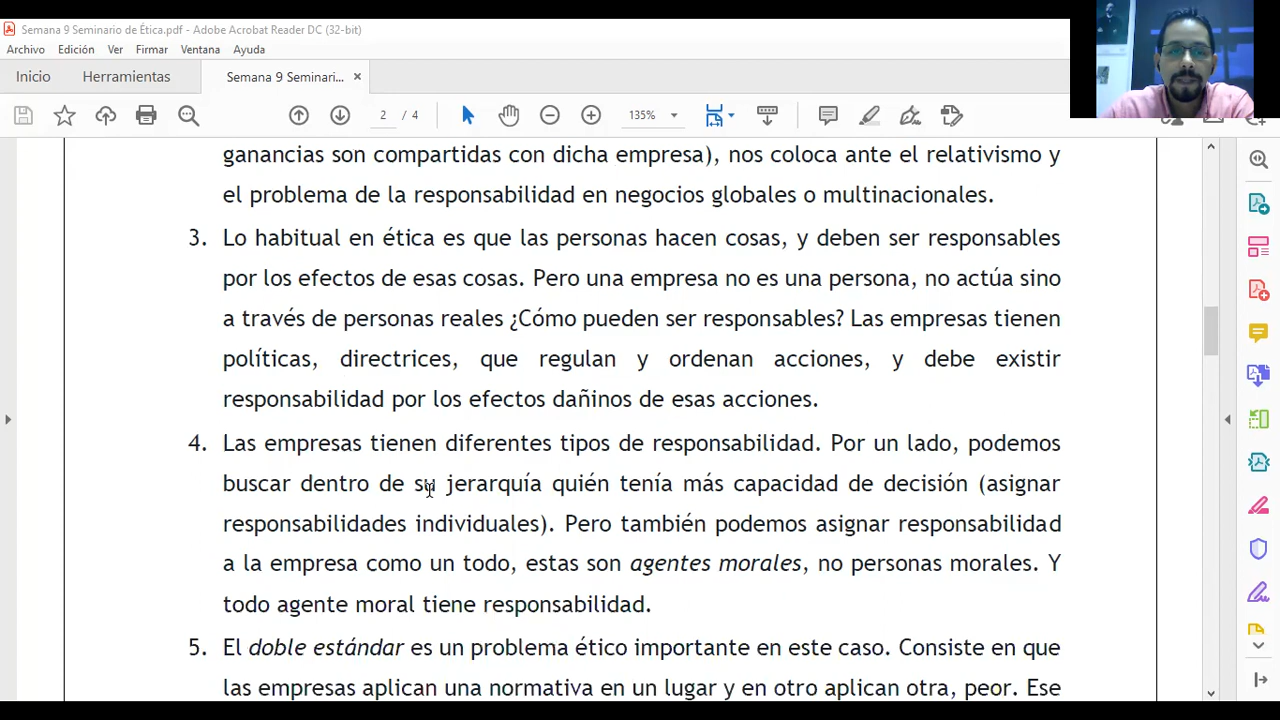 Semana 9 Seminario de Ética.pdf - Adobe Acrobat Reader DC (32-bit)
Archivo Edición Ver Firmar Ventana Ayuda
Inicio Herramientas Semana 9 Seminari... ×
2 / 4 135%
ganancias son compartidas con dicha empresa), nos coloca ante el relativismo y
el problema de la responsabilidad en negocios globales o multinacionales.
3. Lo habitual en ética es que las personas hacen cosas, y deben ser responsables
por los efectos de esas cosas. Pero una empresa no es una persona, no actúa sino
a través de personas reales ¿Cómo pueden ser responsables? Las empresas tienen
políticas, directrices, que regulan y ordenan acciones, y debe existir
responsabilidad por los efectos dañinos de esas acciones.
4. Las empresas tienen diferentes tipos de responsabilidad. Por un lado, podemos
buscar dentro de su jerarquía quién tenía más capacidad de decisión (asignar
responsabilidades individuales). Pero también podemos asignar responsabilidad
a la empresa como un todo, estas son agentes morales, no personas morales. Y
todo agente moral tiene responsabilidad.
5. El doble estándar es un problema ético importante en este caso. Consiste en que
las empresas aplican una normativa en un lugar y en otro aplican otra, peor. Ese